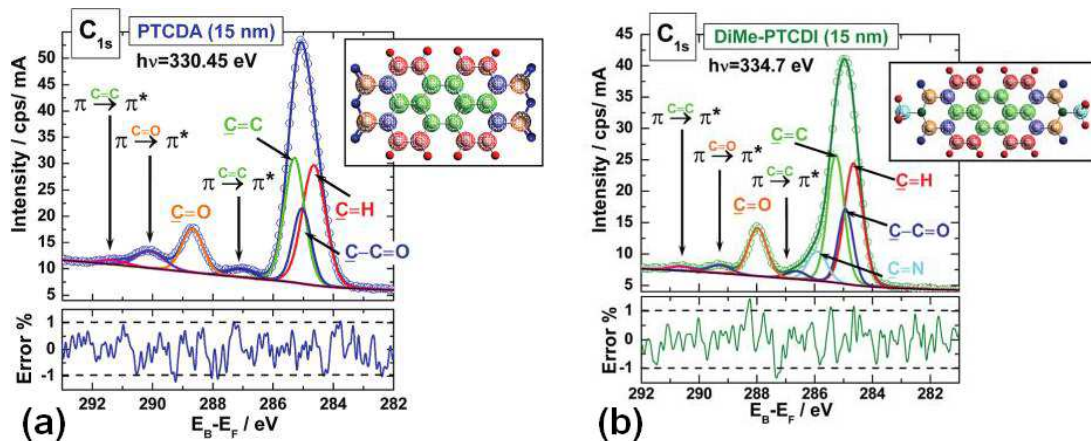 C1s
PTCDA (15 nm)
hν=330.45 eV
C=C
π → π*
C=O
π → π*
C=C
π → π*
C=C
C=O
C=H
C-C=O
Intensity / cps/ mA
55
50
45
40
35
30
25
20
15
10
5
Error %
1
0
-1
292 290 288 286 284 282
EB-EF / eV
(a)
C1s
DiMe-PTCDI (15 nm)
hν=334.7 eV
C=C
π → π*
C=O
π → π*
C=C
π → π*
C=C
C=O
C=H
C-C=O
C=N
Intensity / cps/ mA
45
40
35
30
25
20
15
10
5
Error %
1
0
-1
292 290 288 286 284 282
EB-EF / eV
(b)